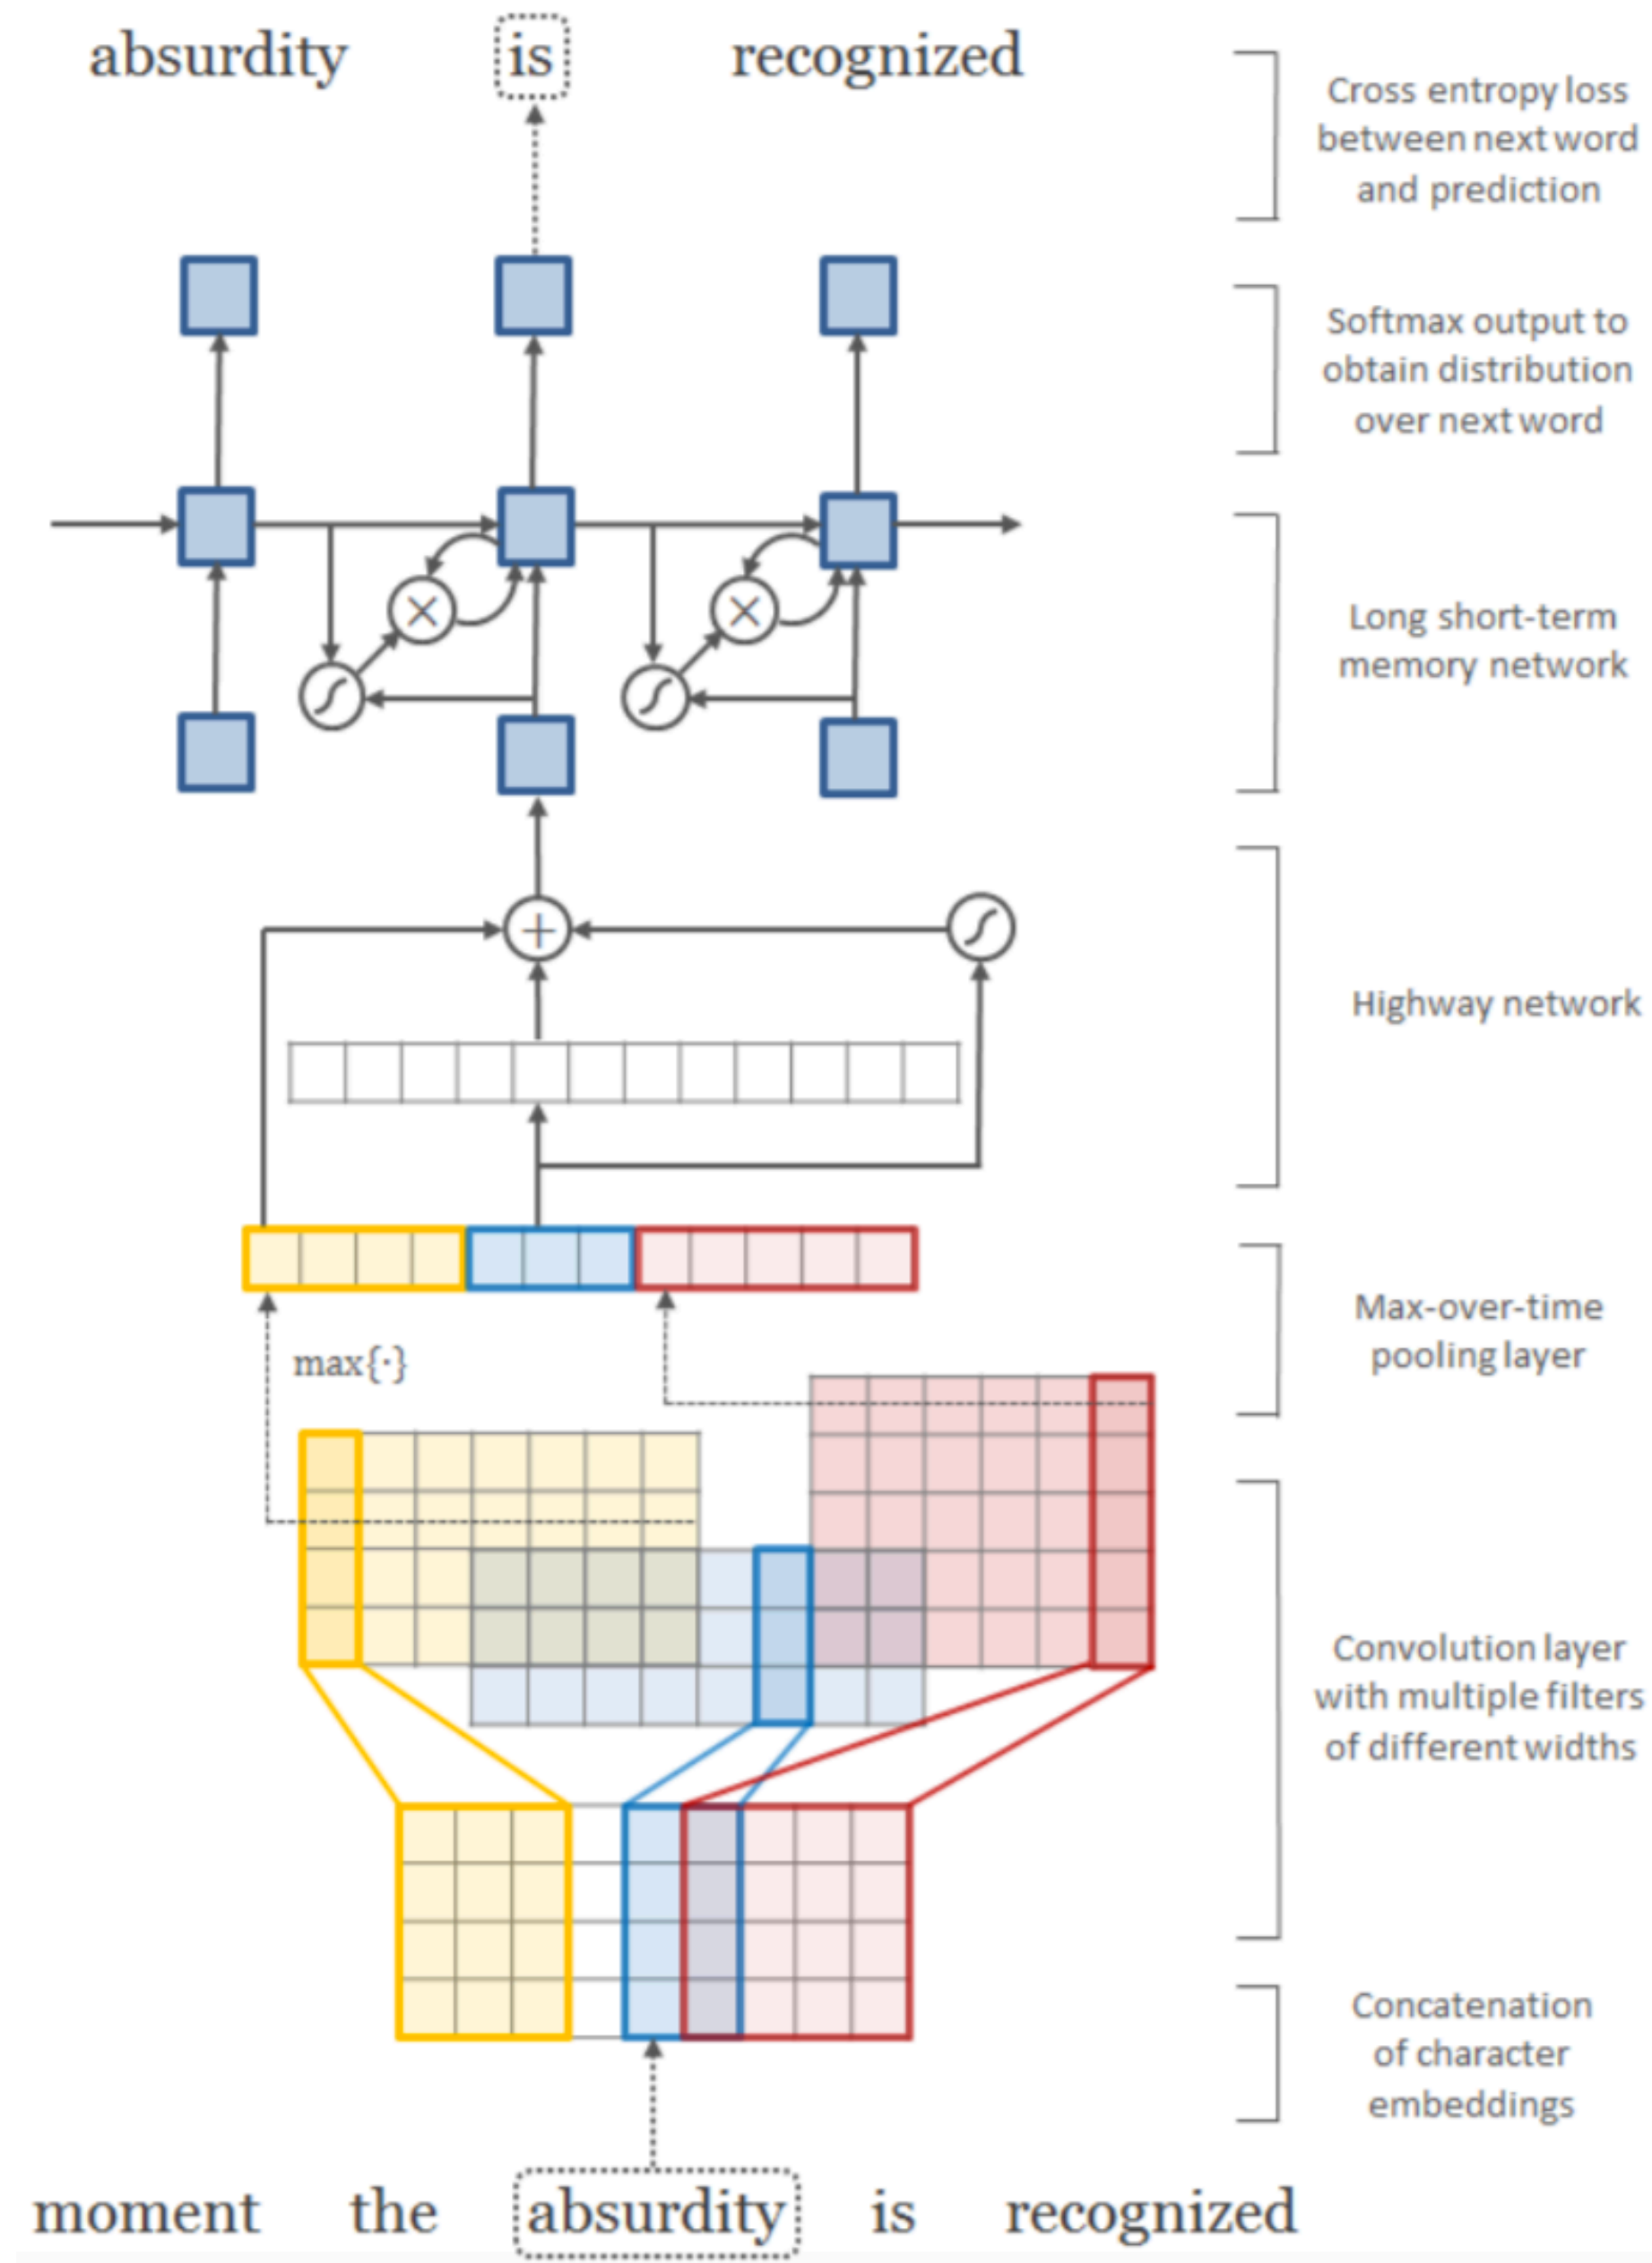 absurdity is recognized
Cross entropy loss
between next word
and prediction
Softmax output to
obtain distribution
over next word
Long short-term
memory network
Highway network
Max-over-time
pooling layer
max{·}
Convolution layer
with multiple filters
of different widths
Concatenation
of character
embeddings
moment the absurdity is recognized